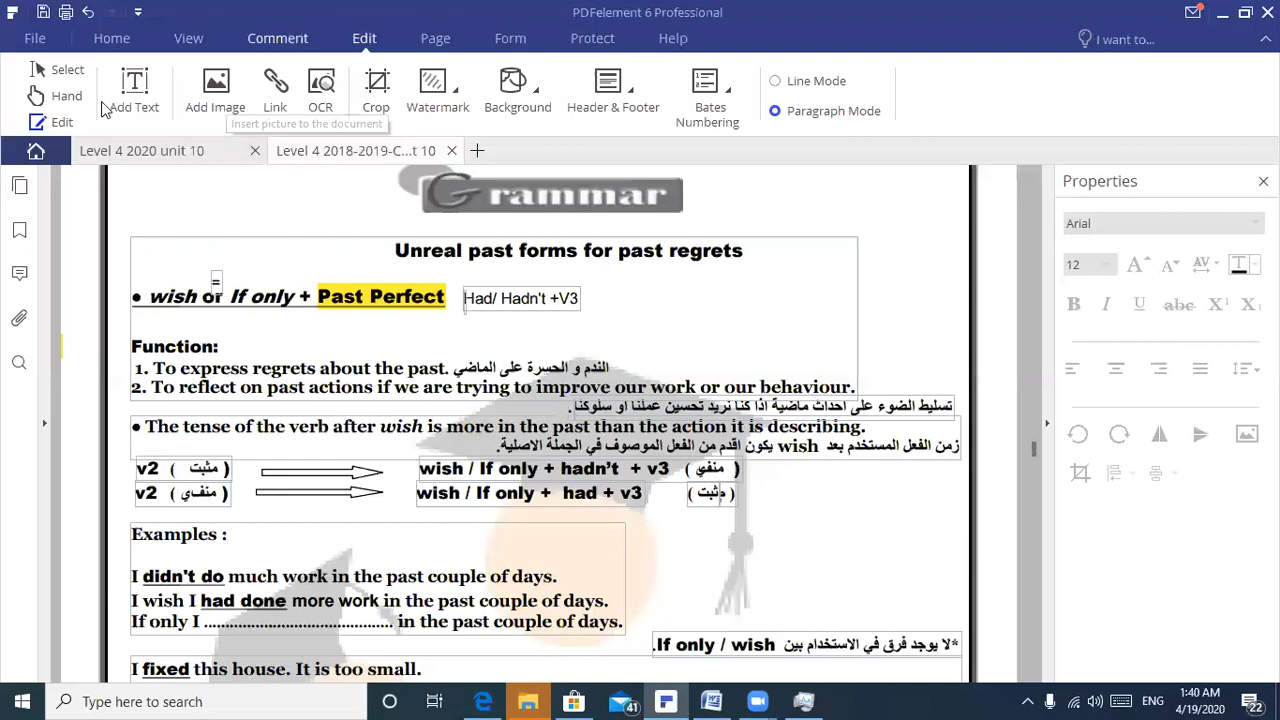 PDFelement 6 Professional
File Home View Comment Edit Page Form Protect Help I want to...
Select
Hand
Edit
Add Text Add Image Link OCR Crop Watermark Background Header & Footer Bates Numbering
Line Mode
Paragraph Mode
Insert picture to the document
Level 4 2020 unit 10
Level 4 2018-2019-C...t 10
Properties
Arial
12
Grammar
Unreal past forms for past regrets
=
● wish or If only + Past Perfect Had/ Hadn't +V3
Function:
1. To express regrets about the past. الندم و الحسرة على الماضي
2. To reflect on past actions if we are trying to improve our work or our behaviour.
تسليط الضوء على احداث ماضية اذا كنا نريد تحسين عملنا او سلوكنا.
● The tense of the verb after wish is more in the past than the action it is describing.
زمن الفعل المستخدم بعد wish يكون اقدم من الفعل الموصوف في الجملة الاصلية.
v2 ( مثبت ) wish / If only + hadn't + v3 ( منفي )
v2 ( منفي ) wish / If only + had + v3 ( مثبت )
Examples :
I didn't do much work in the past couple of days.
I wish I had done more work in the past couple of days.
If only I .......................................... in the past couple of days.
*لا يوجد فرق في الاستخدام بين If only / wish.
I fixed this house. It is too small.
Type here to search
41
ENG
1:40 AM
4/19/2020
22